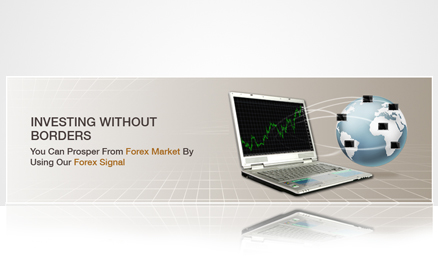 INVESTING WITHOUT
BORDERS
You Can Prosper From Forex Market By
Using Our Forex Signal